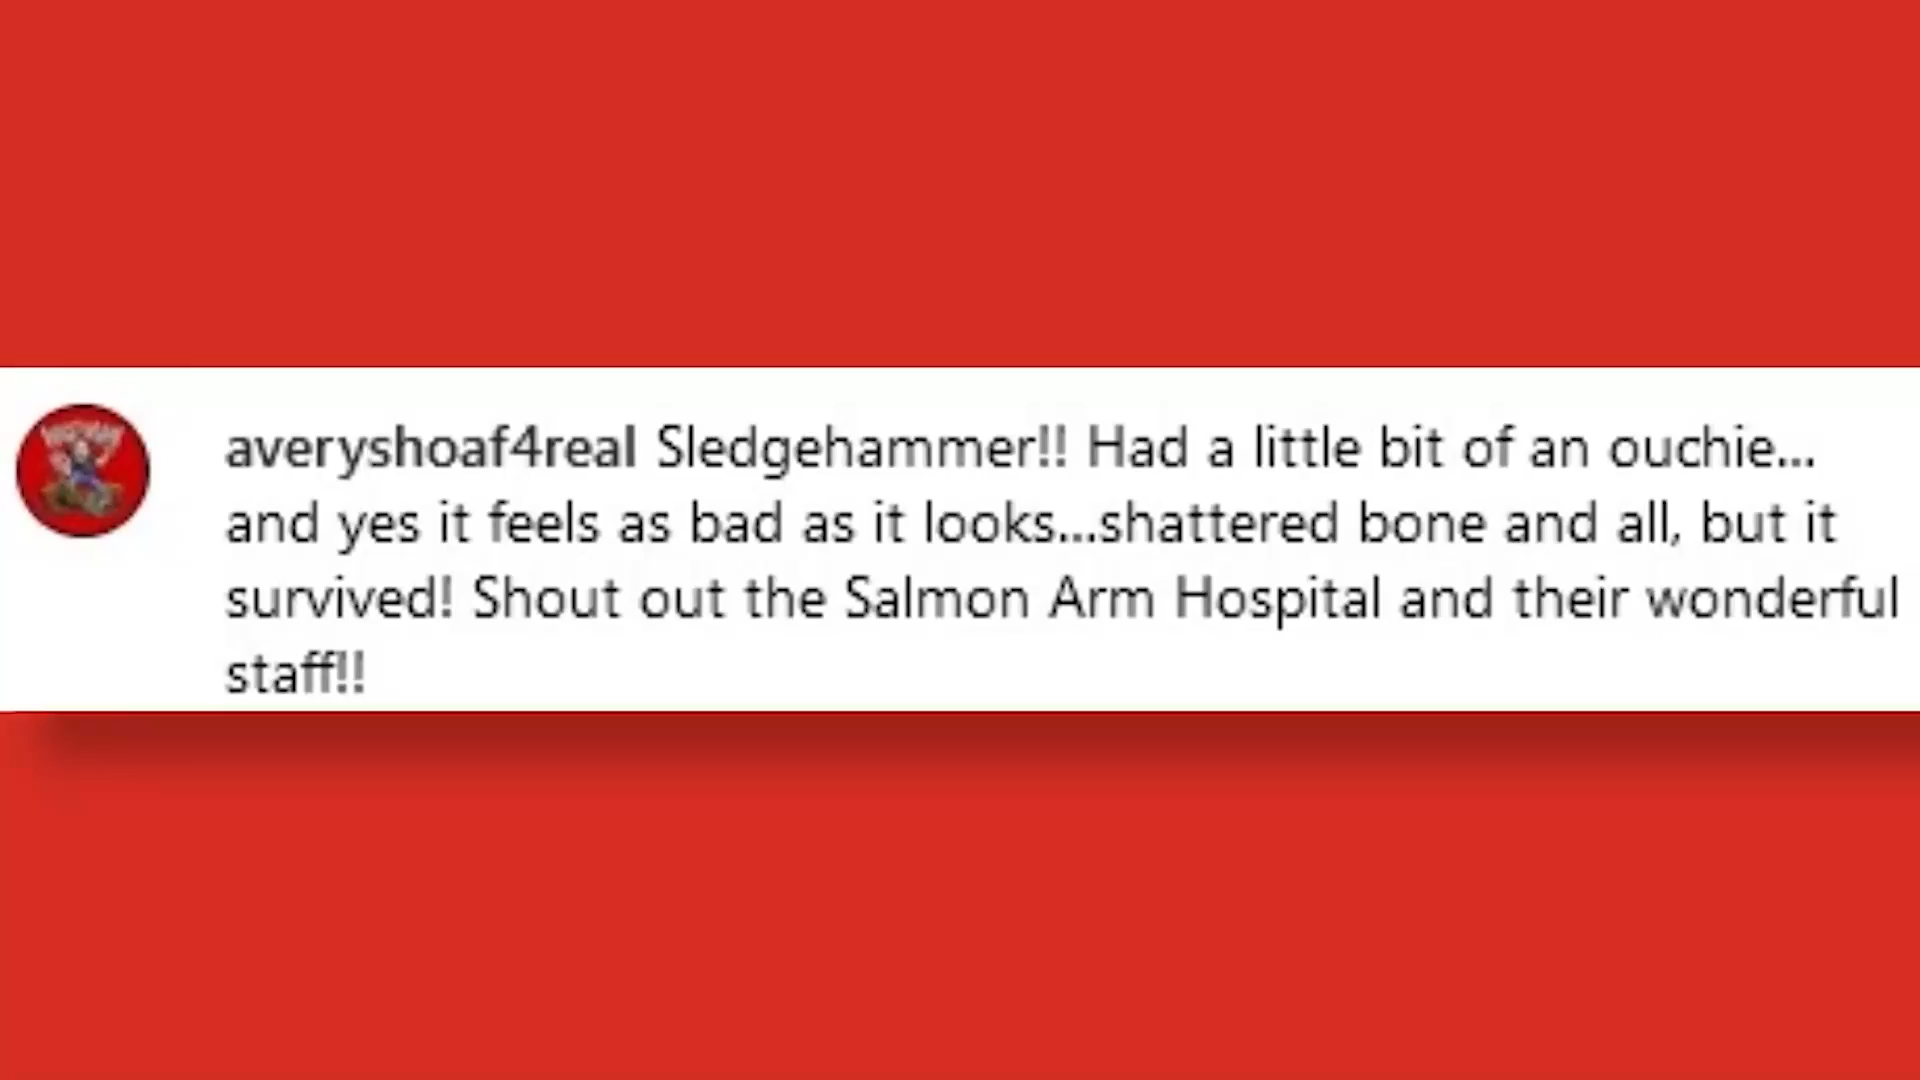 averyshoaf4real Sledgehammer!! Had a little bit of an ouchie...
and yes it feels as bad as it looks...shattered bone and all, but it
survived! Shout out the Salmon Arm Hospital and their wonderful
staff!!